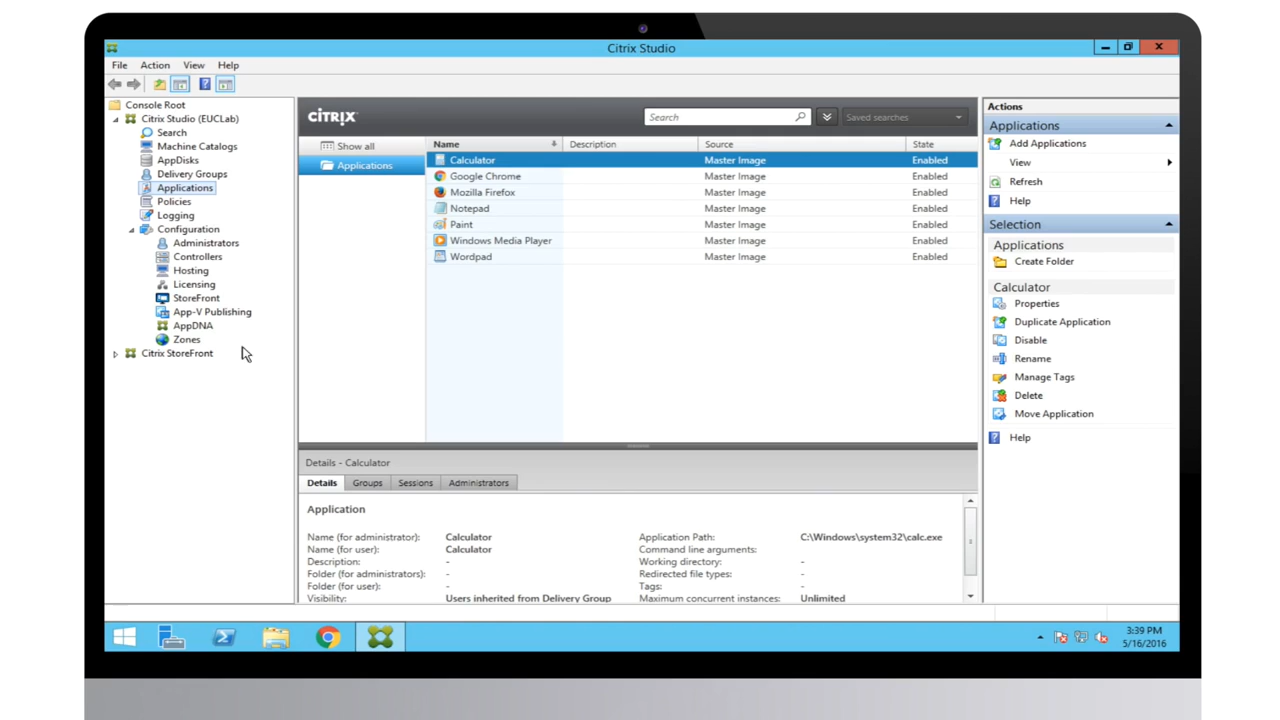 Citrix Studio
File Action View Help
Console Root
Citrix Studio (EUCLab)
Search
Machine Catalogs
AppDisks
Delivery Groups
Applications
Policies
Logging
Configuration
Administrators
Controllers
Hosting
Licensing
StoreFront
App-V Publishing
AppDNA
Zones
Citrix StoreFront
CITRIX
Search
Saved searches
Show all
Applications
Name Description Source State
Calculator Master Image Enabled
Google Chrome Master Image Enabled
Mozilla Firefox Master Image Enabled
Notepad Master Image Enabled
Paint Master Image Enabled
Windows Media Player Master Image Enabled
Wordpad Master Image Enabled
Details - Calculator
Details Groups Sessions Administrators
Application
Name (for administrator): Calculator Application Path: C:\Windows\system32\calc.exe
Name (for user): Calculator Command line arguments:
Description: - Working directory: -
Folder (for administrators): - Redirected file types: -
Folder (for user): - Tags: -
Visibility: Users inherited from Delivery Group Maximum concurrent instances: Unlimited
Actions
Applications
Add Applications
View
Refresh
Help
Selection
Applications
Create Folder
Calculator
Properties
Duplicate Application
Disable
Rename
Manage Tags
Delete
Move Application
Help
3:39 PM
5/16/2016